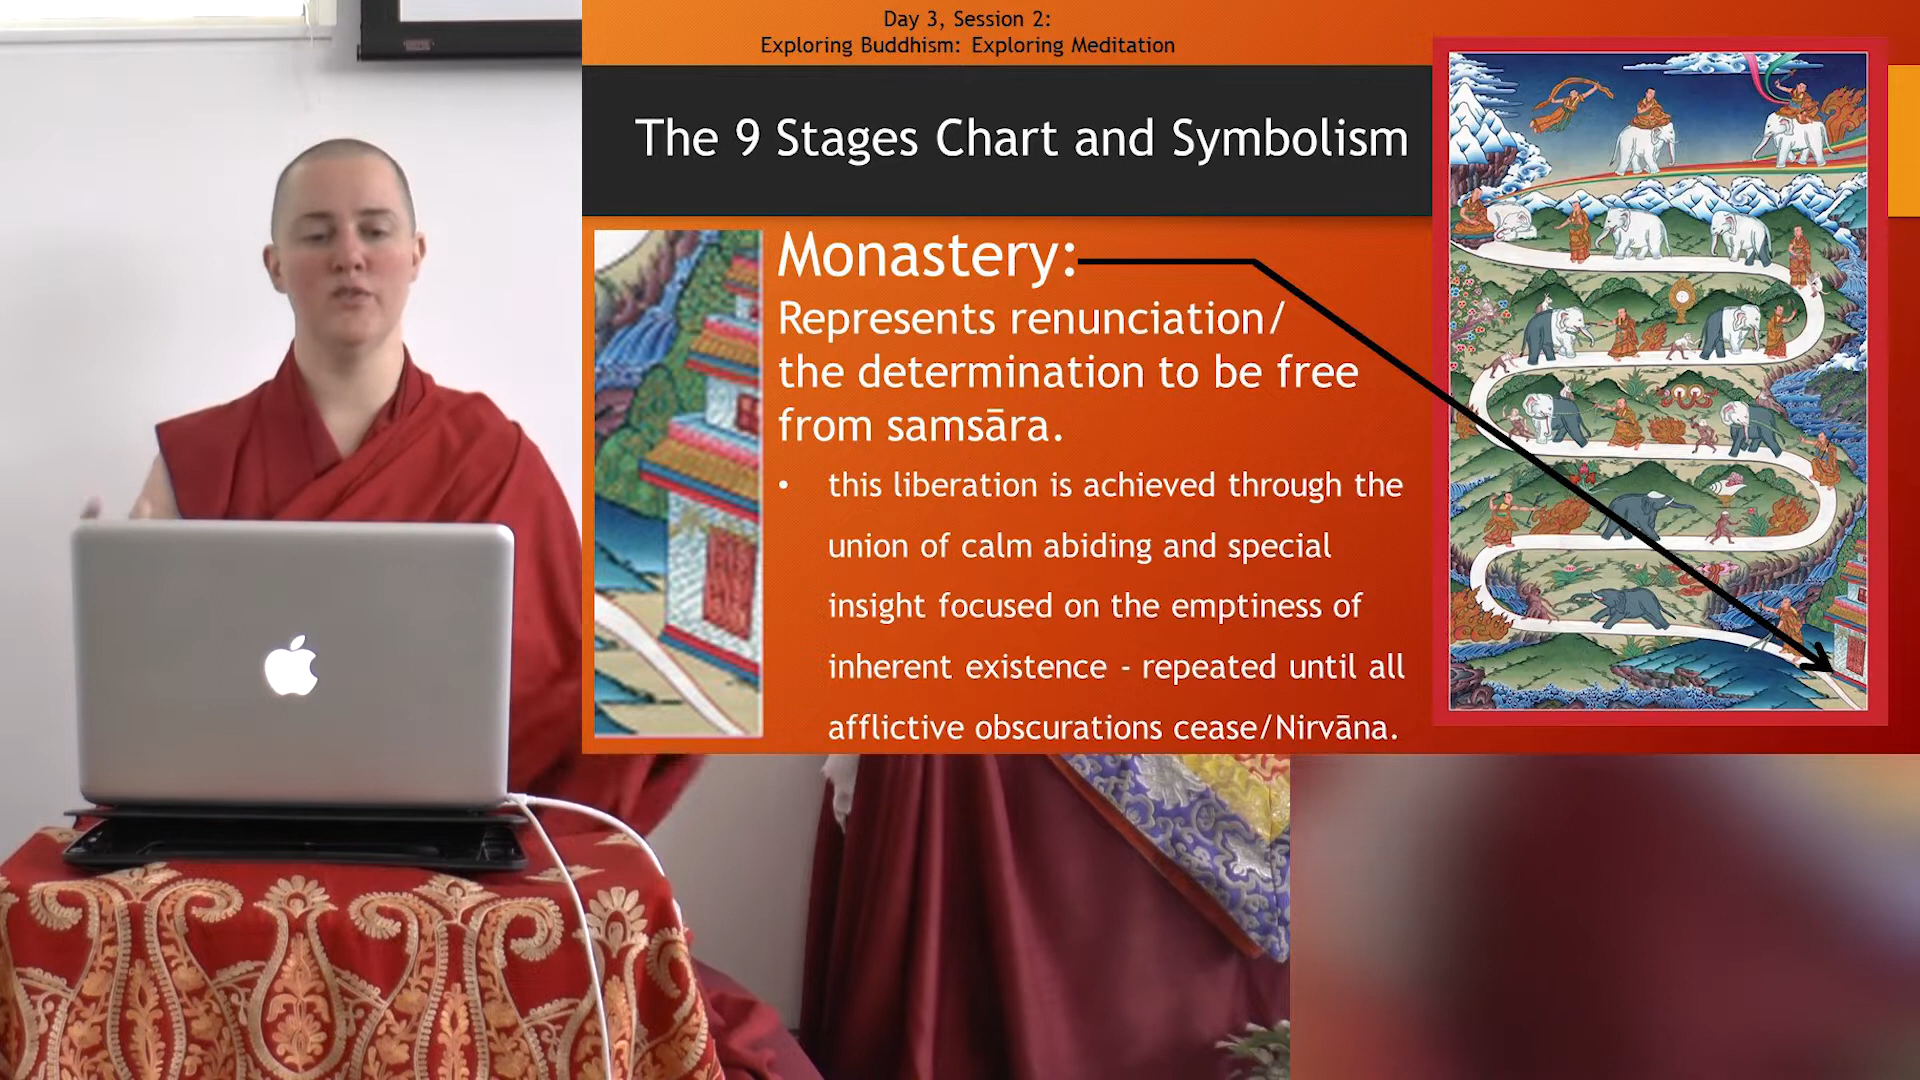 Day 3, Session 2:
Exploring Buddhism: Exploring Meditation
The 9 Stages Chart and Symbolism
Monastery:
Represents renunciation/
the determination to be free
from samsāra.
• this liberation is achieved through the
union of calm abiding and special
insight focused on the emptiness of
inherent existence - repeated until all
afflictive obscurations cease/Nirvāna.